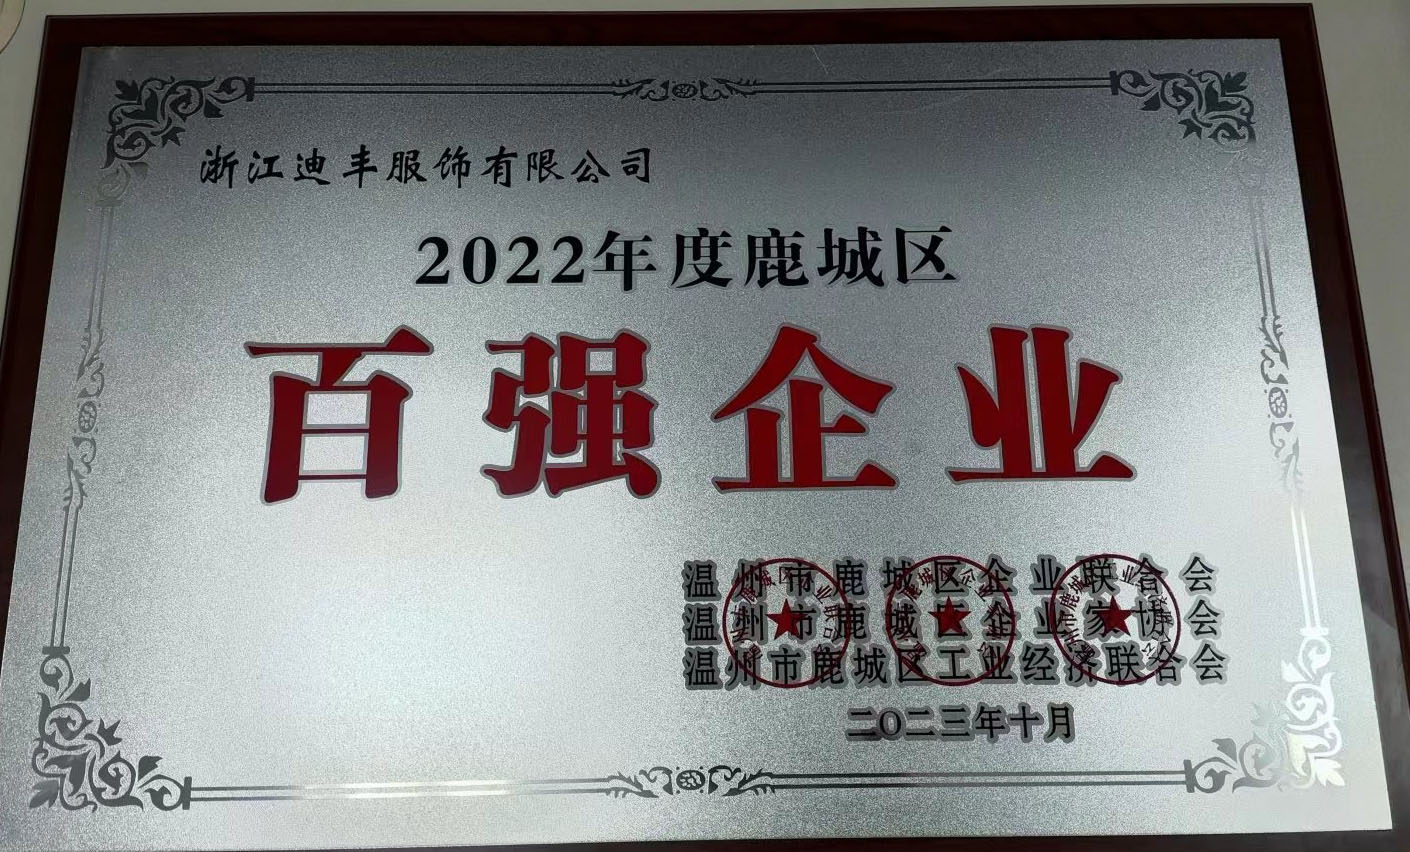 浙江迪丰服饰有限公司
2022年度鹿城区
百强企业
温州市鹿城区企业联合会
温州市鹿城区企业家协会
温州市鹿城区工业经济联合会
二〇二三年十月